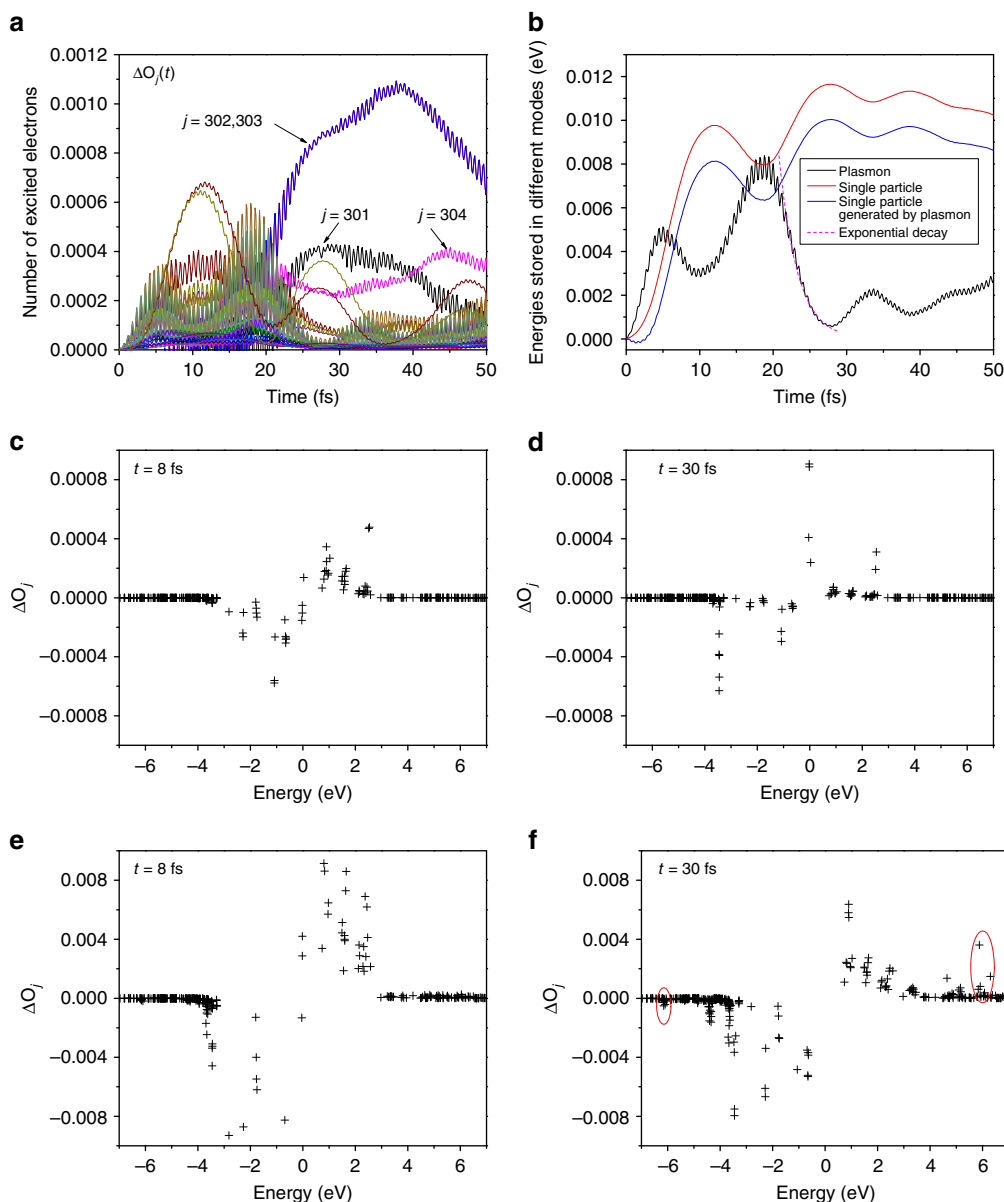 a
0.0012
0.0010
0.0008
0.0006
0.0004
0.0002
0.0000
Number of excited electrons
ΔOj(t)
j = 302,303
j = 301
j = 304
0 10 20 30 40 50
Time (fs)
b
0.012
0.010
0.008
0.006
0.004
0.002
0.000
Energies stored in different modes (eV)
Plasmon
Single particle
Single particle
generated by plasmon
Exponential decay
0 10 20 30 40 50
Time (fs)
c
t = 8 fs
0.0008
0.0004
0.0000
−0.0004
−0.0008
ΔOj
−6 −4 −2 0 2 4 6
Energy (eV)
d
t = 30 fs
0.0008
0.0004
0.0000
−0.0004
−0.0008
ΔOj
−6 −4 −2 0 2 4 6
Energy (eV)
e
t = 8 fs
0.008
0.004
0.000
−0.004
−0.008
ΔOj
−6 −4 −2 0 2 4 6
Energy (eV)
f
t = 30 fs
0.008
0.004
0.000
−0.004
−0.008
ΔOj
−6 −4 −2 0 2 4 6
Energy (eV)